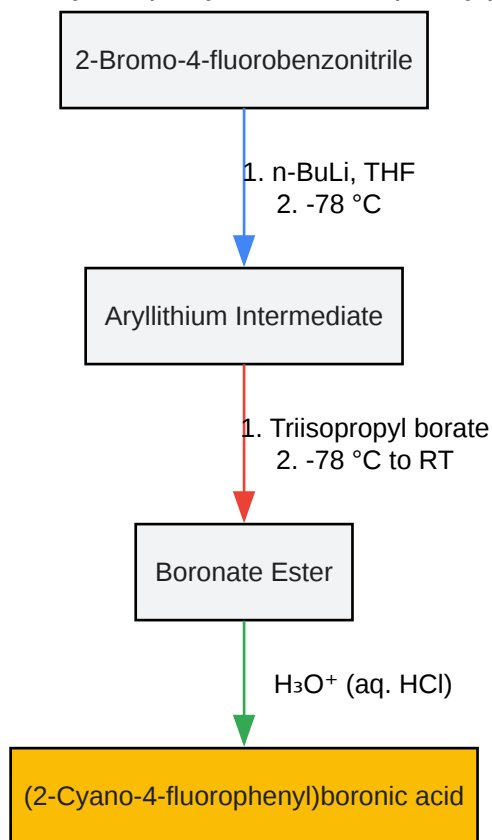 2-Bromo-4-fluorobenzonitrile
1. n-BuLi, THF
2. -78 °C
Aryllithium Intermediate
1. Triisopropyl borate
2. -78 °C to RT
Boronate Ester
H₃O⁺ (aq. HCl)
(2-Cyano-4-fluorophenyl)boronic acid